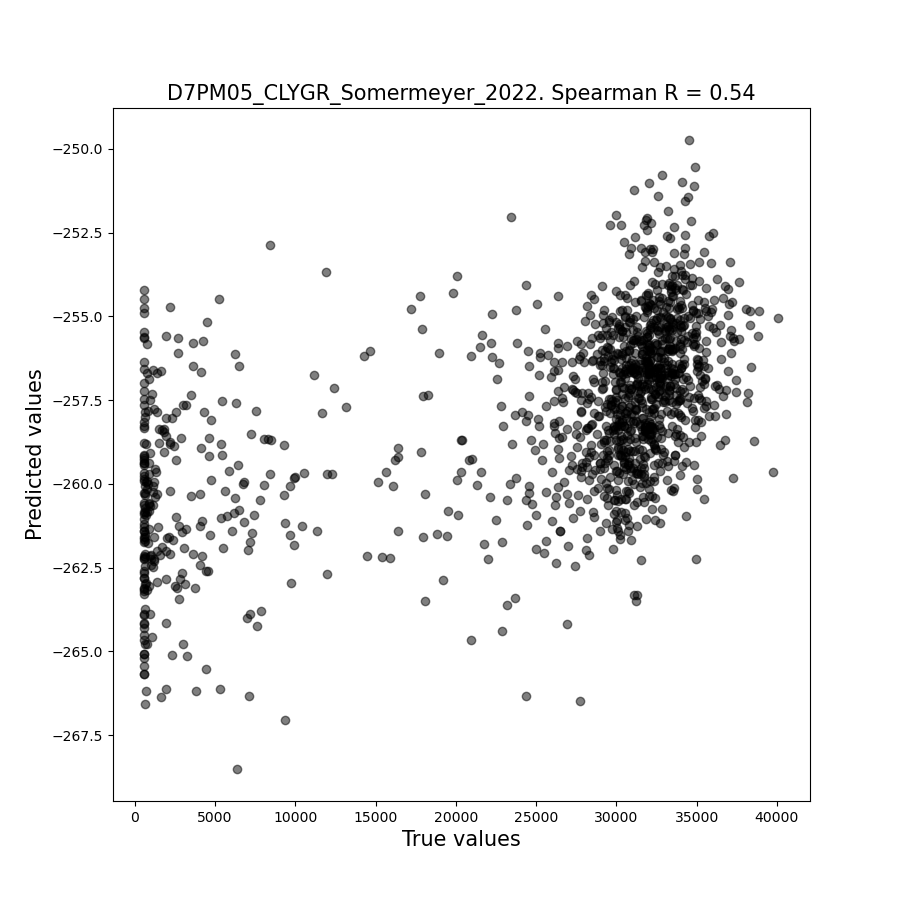 D7PM05_CLYGR_Somermeyer_2022. Spearman R = 0.54
Predicted values
−250.0
−252.5
−255.0
−257.5
−260.0
−262.5
−265.0
−267.5
0 5000 10000 15000 20000 25000 30000 35000 40000
True values